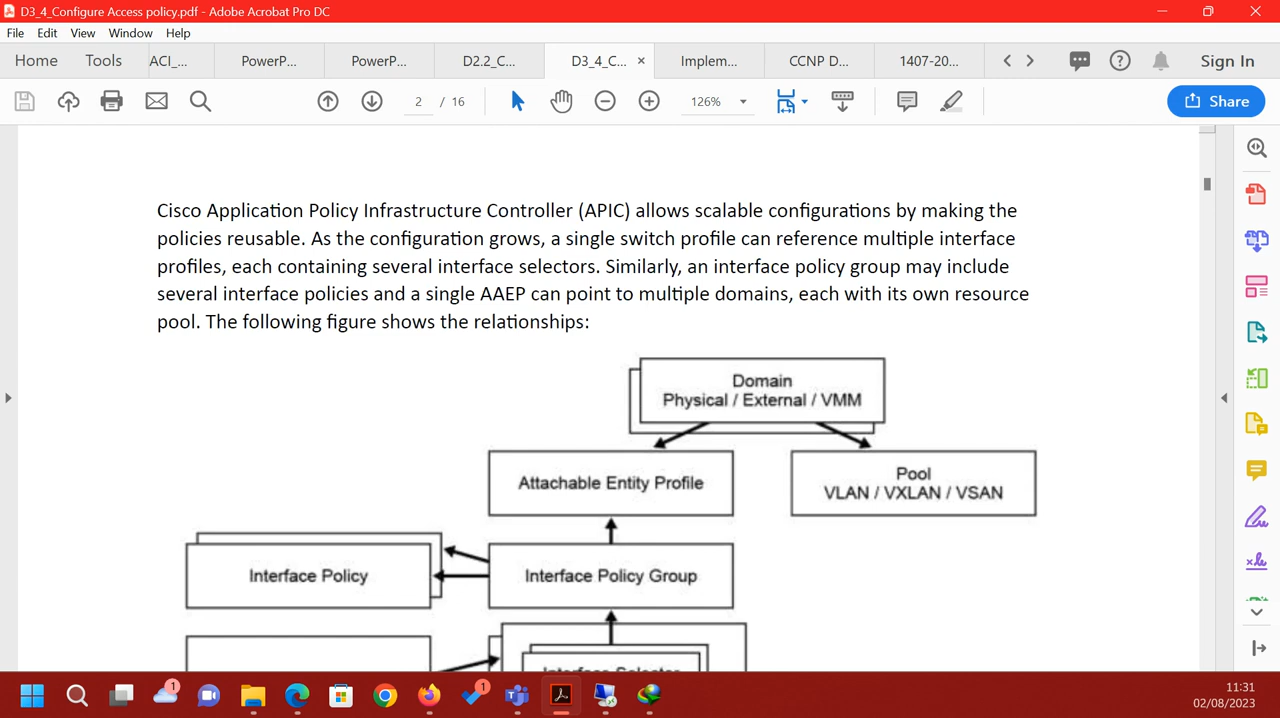 D3_4_Configure Access policy.pdf - Adobe Acrobat Pro DC
File Edit View Window Help
Home Tools ACI_... PowerP... PowerP... D2.2_C... D3_4_C... × Implem... CCNP D... 1407-20... Sign In
2 / 16 126% Share
Cisco Application Policy Infrastructure Controller (APIC) allows scalable configurations by making the
policies reusable. As the configuration grows, a single switch profile can reference multiple interface
profiles, each containing several interface selectors. Similarly, an interface policy group may include
several interface policies and a single AAEP can point to multiple domains, each with its own resource
pool. The following figure shows the relationships:
Domain
Physical / External / VMM
Attachable Entity Profile
Pool
VLAN / VXLAN / VSAN
Interface Policy
Interface Policy Group
Interface Selector
1
1
11:31
02/08/2023